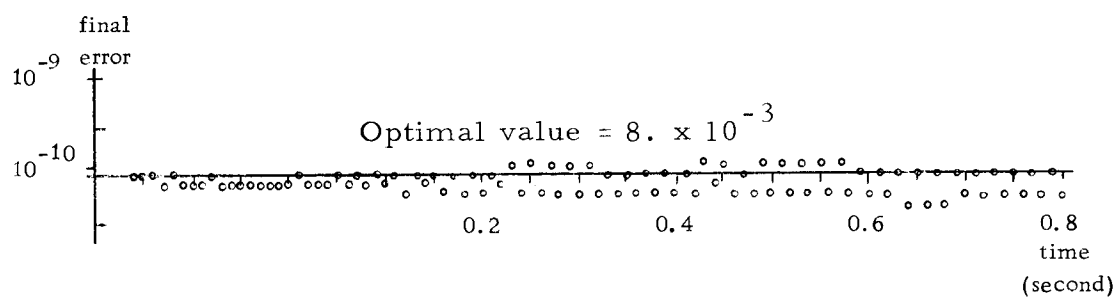 final
error
10^-9
Optimal value = 8. x 10^-3
10^-10
0.2 0.4 0.6 0.8
time
(second)